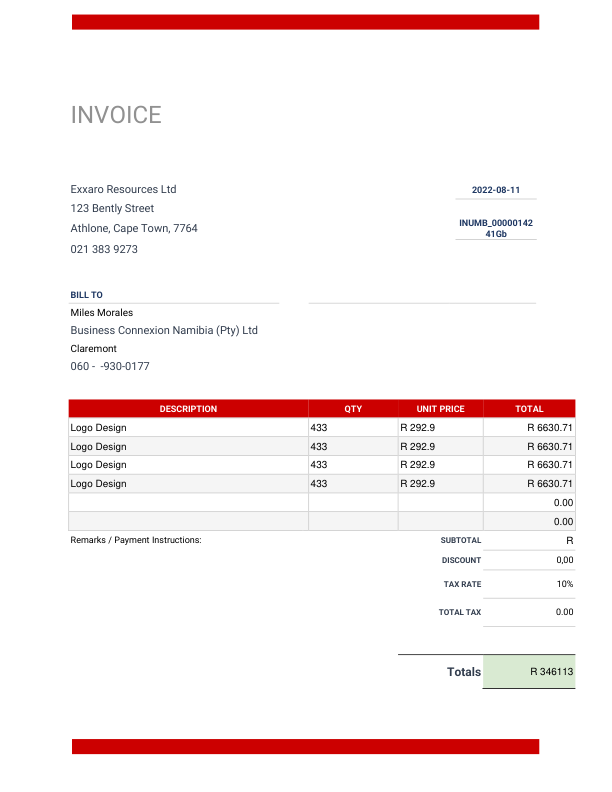 INVOICE
Exxaro Resources Ltd
2022-08-11
123 Bently Street
Athlone, Cape Town, 7764
INUMB_00000142
41Gb
021 383 9273
BILL TO
Miles Morales
Business Connexion Namibia (Pty) Ltd
Claremont
060 -  -930-0177
DESCRIPTION QTY UNIT PRICE TOTAL
Logo Design 433 R 292.9 R 6630.71
Logo Design 433 R 292.9 R 6630.71
Logo Design 433 R 292.9 R 6630.71
Logo Design 433 R 292.9 R 6630.71
0.00
0.00
Remarks / Payment Instructions: SUBTOTAL R
DISCOUNT 0,00
TAX RATE 10%
TOTAL TAX 0.00
Totals R 346113